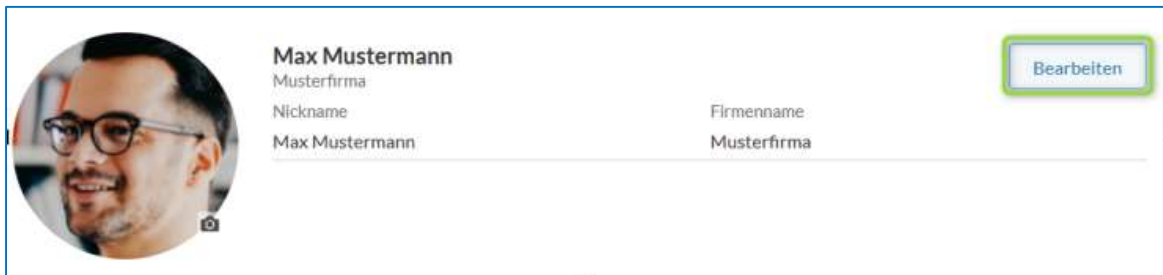 Max Mustermann
Bearbeiten
Musterfirma
Nickname Firmenname
Max Mustermann Musterfirma